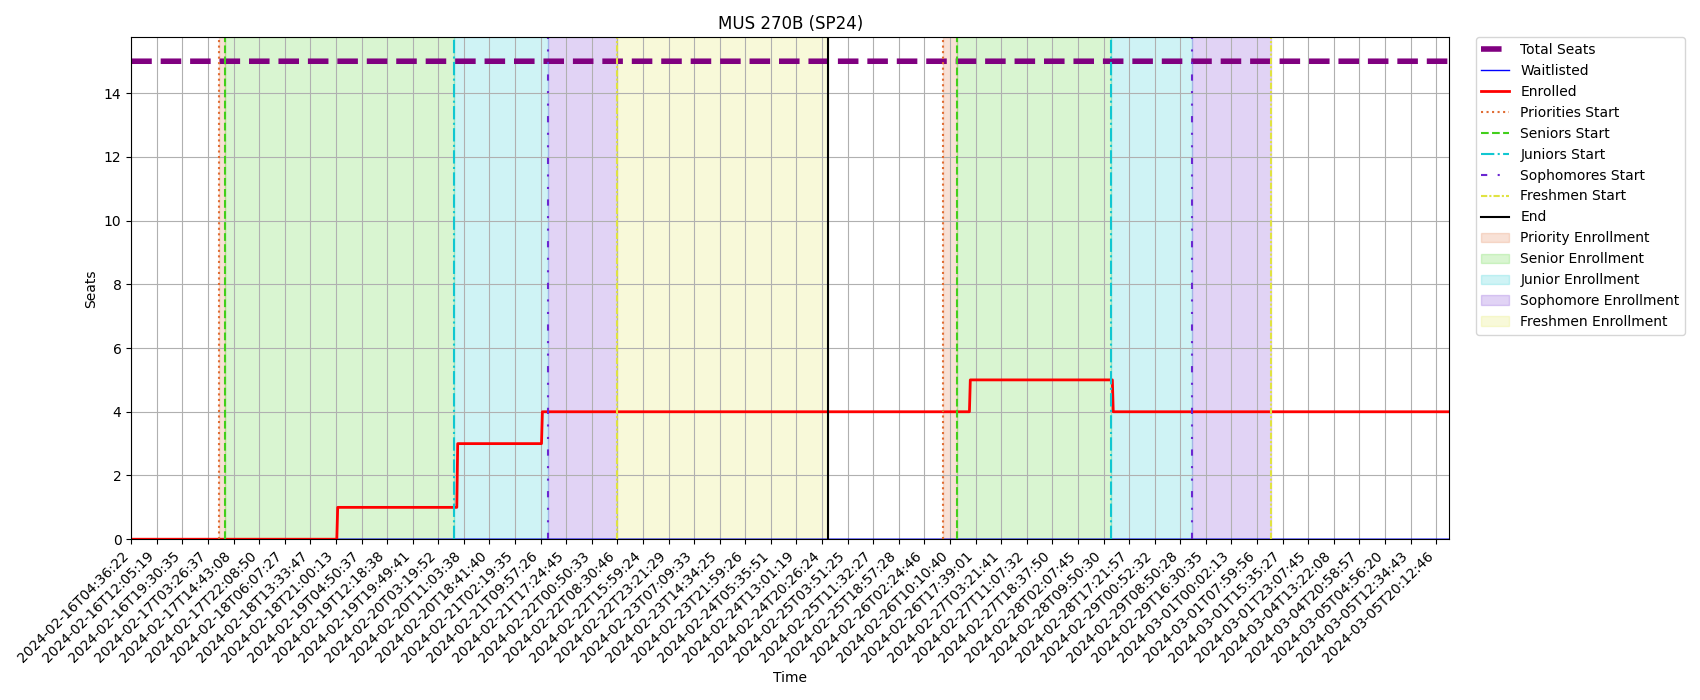 MUS 270B (SP24)
Seats
14
12
10
8
6
4
2
0
2024-02-16T04:36:22
2024-02-16T12:05:19
2024-02-16T19:30:35
2024-02-17T03:26:37
2024-02-17T14:43:08
2024-02-17T22:08:50
2024-02-18T06:07:27
2024-02-18T13:33:47
2024-02-18T21:00:13
2024-02-19T04:50:37
2024-02-19T12:18:38
2024-02-19T19:49:41
2024-02-20T03:19:52
2024-02-20T11:03:38
2024-02-20T18:41:40
2024-02-21T02:19:35
2024-02-21T09:57:26
2024-02-21T17:24:45
2024-02-22T00:50:33
2024-02-22T08:30:46
2024-02-22T15:59:24
2024-02-22T23:21:29
2024-02-23T07:09:33
2024-02-23T14:34:25
2024-02-23T21:59:26
2024-02-24T05:35:51
2024-02-24T13:01:19
2024-02-24T20:26:24
2024-02-25T03:51:25
2024-02-25T11:32:27
2024-02-25T18:57:28
2024-02-26T02:24:46
2024-02-26T10:10:40
2024-02-26T17:39:01
2024-02-27T03:21:41
2024-02-27T11:07:32
2024-02-27T18:37:50
2024-02-28T02:07:45
2024-02-28T09:50:30
2024-02-28T17:21:57
2024-02-29T00:52:32
2024-02-29T08:50:28
2024-02-29T16:30:35
2024-03-01T00:02:13
2024-03-01T07:59:56
2024-03-01T15:35:27
2024-03-01T23:07:45
2024-03-04T13:22:08
2024-03-04T20:58:57
2024-03-05T04:56:20
2024-03-05T12:34:43
2024-03-05T20:12:46
Time
Total Seats
Waitlisted
Enrolled
Priorities Start
Seniors Start
Juniors Start
Sophomores Start
Freshmen Start
End
Priority Enrollment
Senior Enrollment
Junior Enrollment
Sophomore Enrollment
Freshmen Enrollment